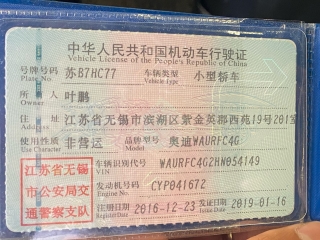 中华人民共和国机动车行驶证
Vehicle License of the People's Republic of China
号牌号码 苏B7HC77 车辆类型 小型轿车
Plate No. Vehicle Type
所有人 叶鹏
Owner
住址 江苏省无锡市滨湖区紫金英郡西苑19号201室
Address
使用性质 非营运 品牌型号 奥迪WAURFC4G
Use Character Model
江苏省无锡市公安局交通警察支队
车辆识别代号 WAURFC4G2HN054149
VIN
发动机号码 CYP041672
Engine No.
注册日期 2016-12-23 发证日期 2019-01-16
Register Date Issue Date